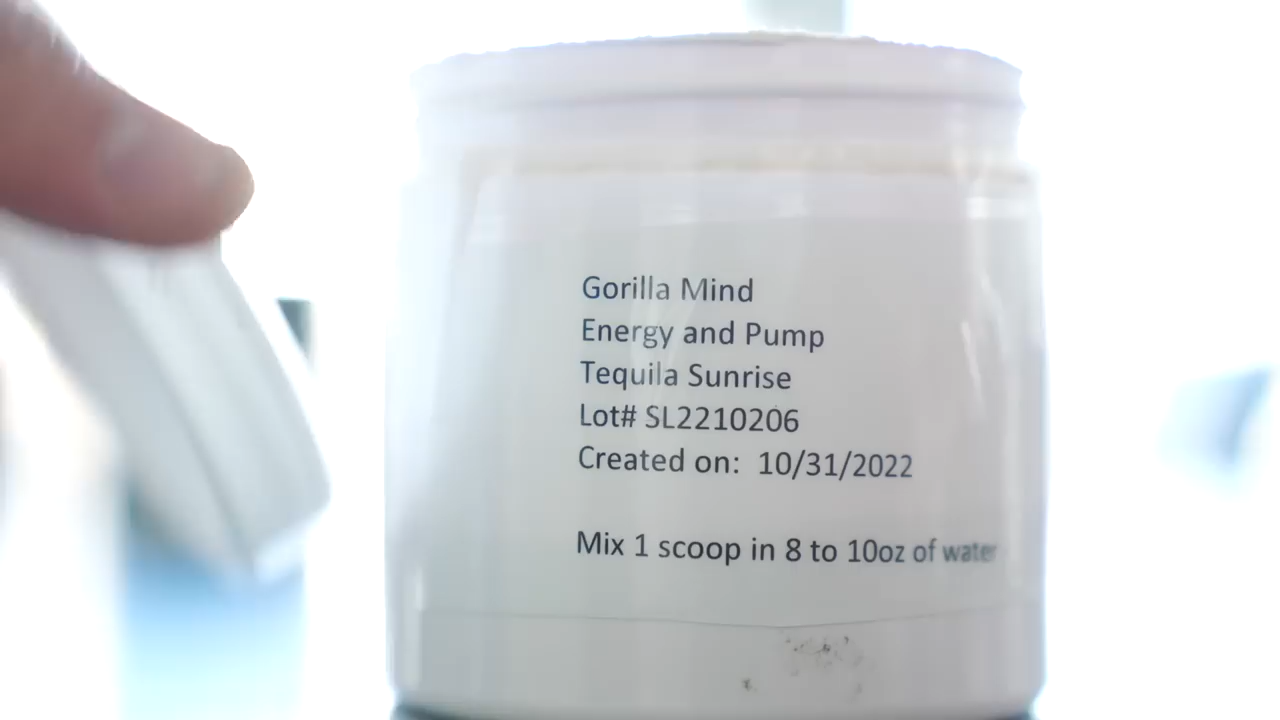 Gorilla Mind
Energy and Pump
Tequila Sunrise
Lot# SL2210206
Created on: 10/31/2022
Mix 1 scoop in 8 to 10oz of water